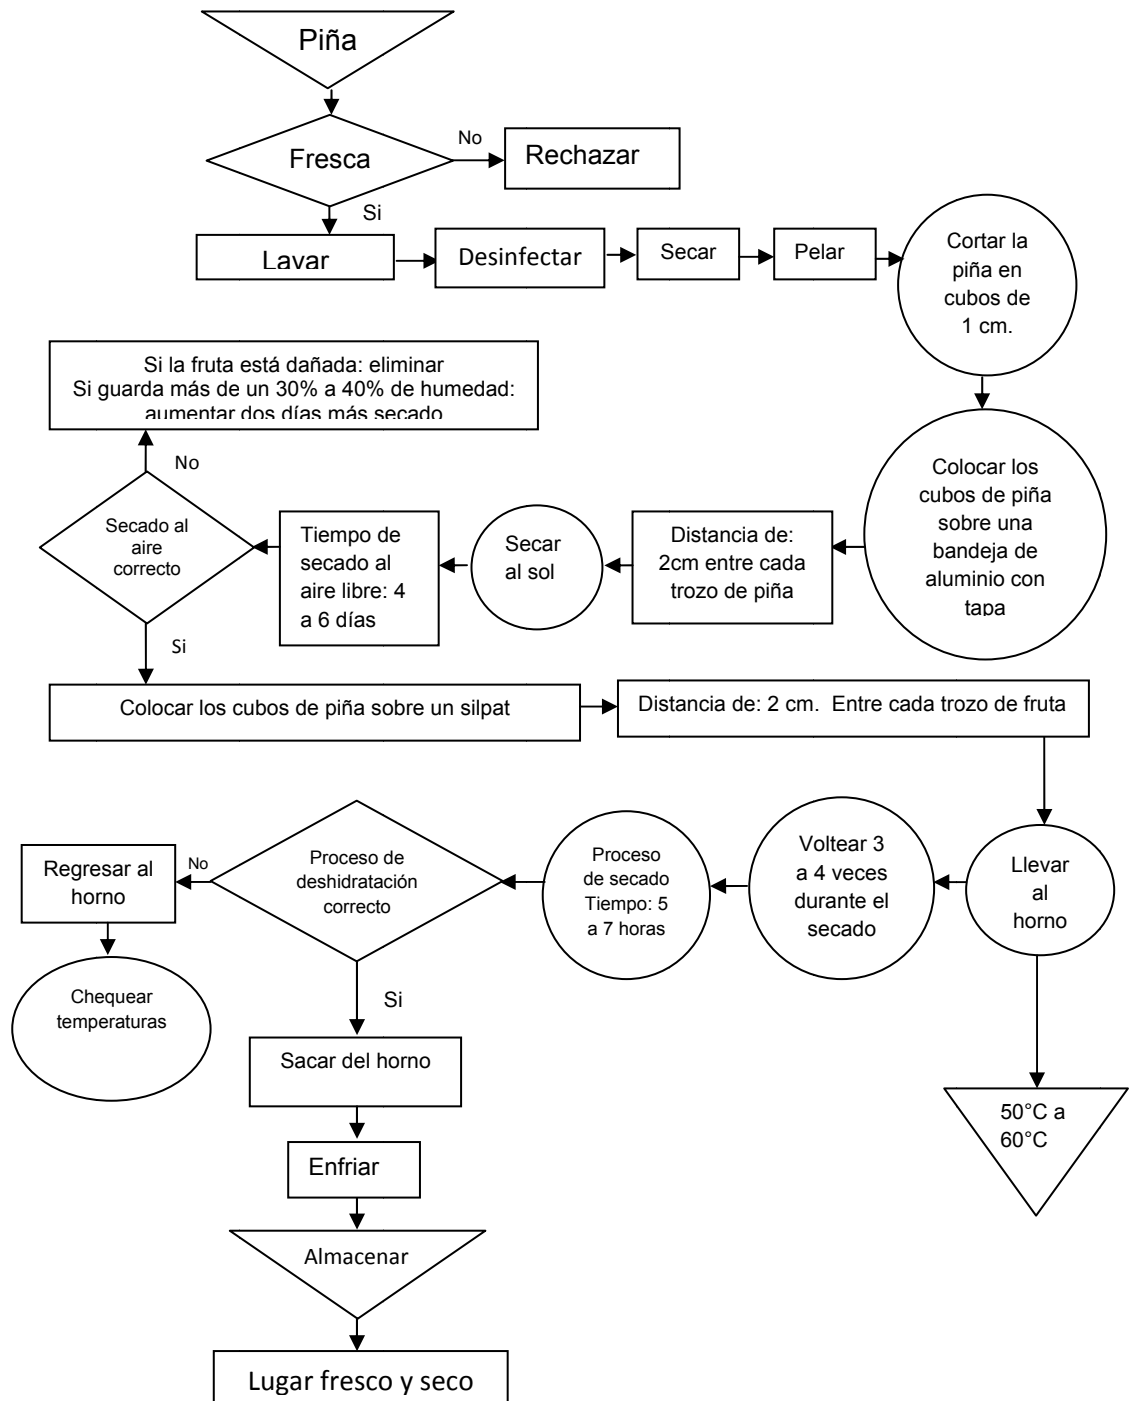 Piña
Fresca
No
Rechazar
Si
Lavar
Desinfectar
Secar
Pelar
Cortar la
piña en
cubos de
1 cm.
Colocar los
cubos de piña
sobre una
bandeja de
aluminio con
tapa
Distancia de:
2cm entre cada
trozo de piña
Secar
al sol
Tiempo de
secado al
aire libre: 4
a 6 días
Secado al
aire
correcto
No
Si la fruta está dañada: eliminar
Si guarda más de un 30% a 40% de humedad:
aumentar dos días más secado
Si
Colocar los cubos de piña sobre un silpat
Distancia de: 2 cm. Entre cada trozo de fruta
Llevar
al
horno
50°C a
60°C
Voltear 3
a 4 veces
durante el
secado
Proceso
de secado
Tiempo: 5
a 7 horas
Proceso de
deshidratación
correcto
No
Regresar al
horno
Chequear
temperaturas
Si
Sacar del horno
Enfriar
Almacenar
Lugar fresco y seco